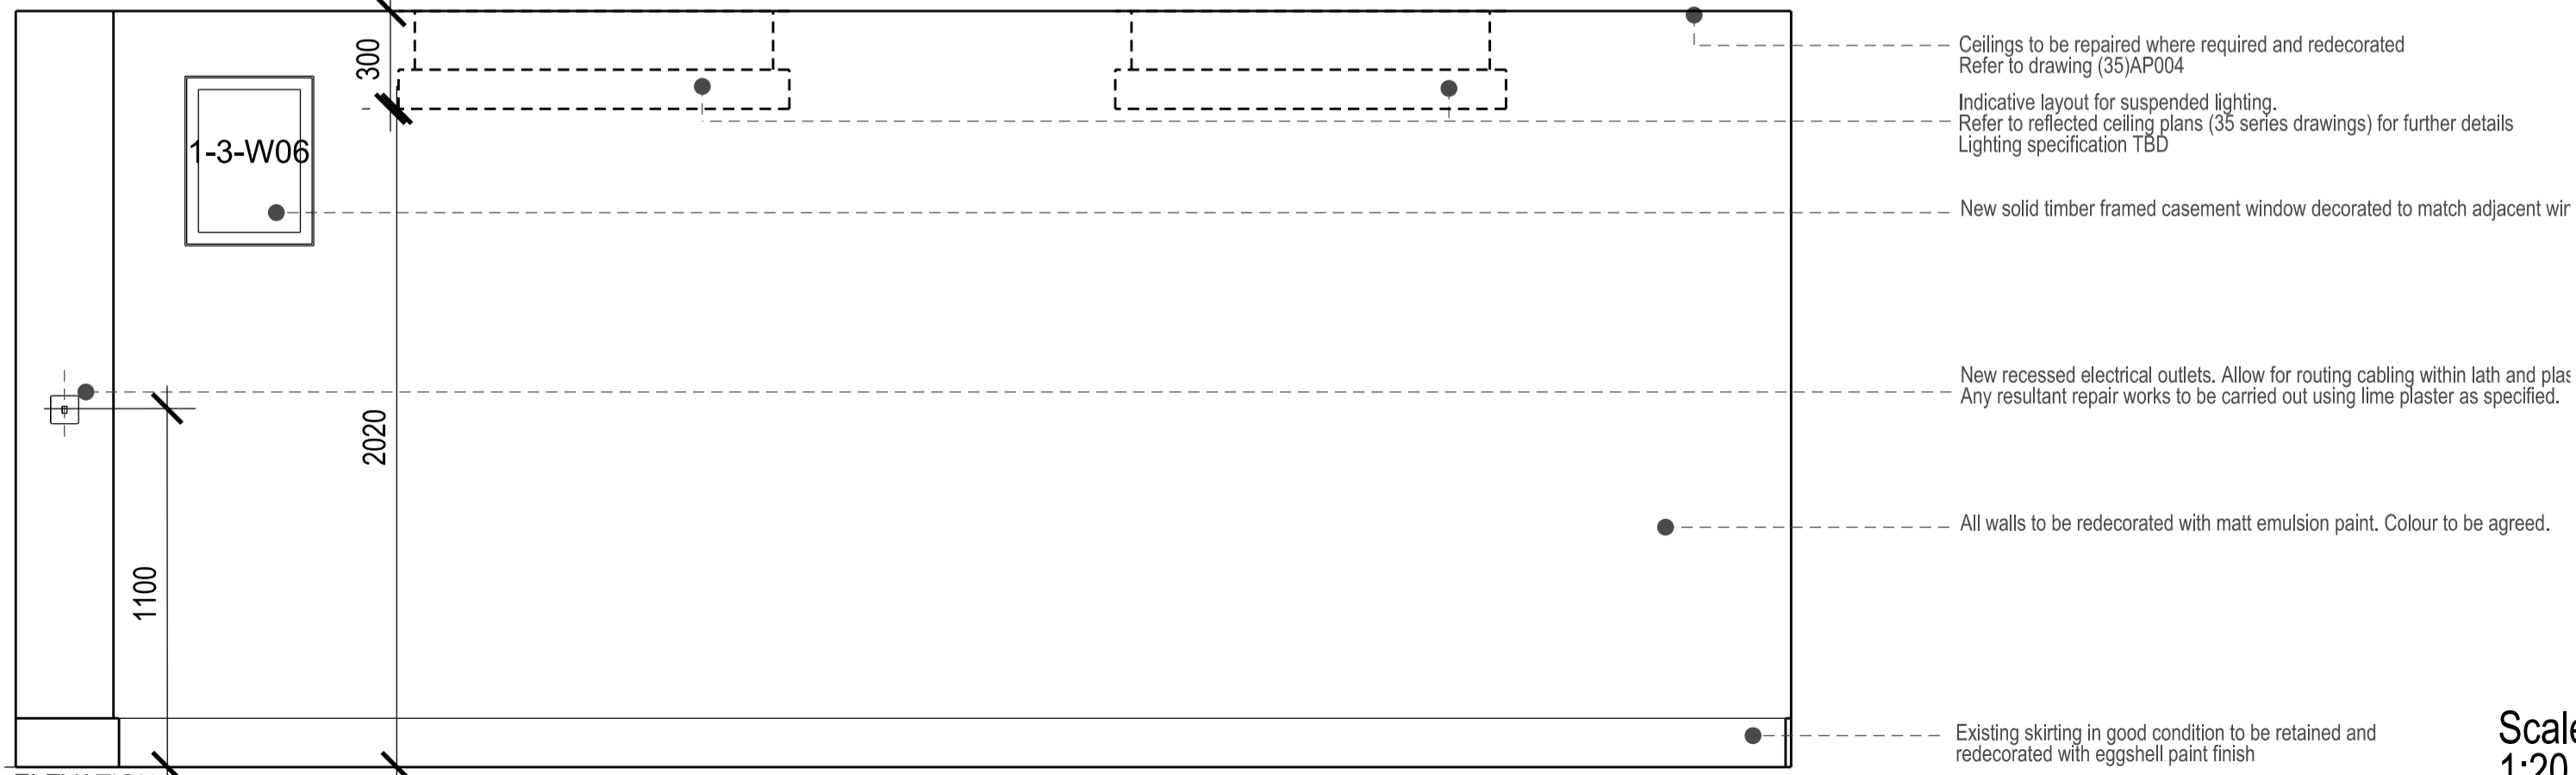 300
1-3-W06
2020
1100
Ceilings to be repaired where required and redecorated
Refer to drawing (35)AP004
Indicative layout for suspended lighting.
Refer to reflected ceiling plans (35 series drawings) for further details
Lighting specification TBD
New solid timber framed casement window decorated to match adjacent
New recessed electrical outlets. Allow for routing cabling within lath and
Any resultant repair works to be carried out using lime plaster as specified.
All walls to be redecorated with matt emulsion paint. Colour to be agreed.
Existing skirting in good condition to be retained and
redecorated with eggshell paint finish
Scale
1:20